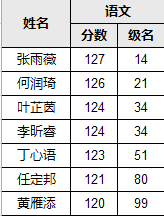 姓名 语文
分数 级名
张雨薇 127 14
何润琦 126 21
叶芷茵 124 34
李昕睿 124 34
丁心语 123 51
任定邦 121 80
黄雁添 120 99